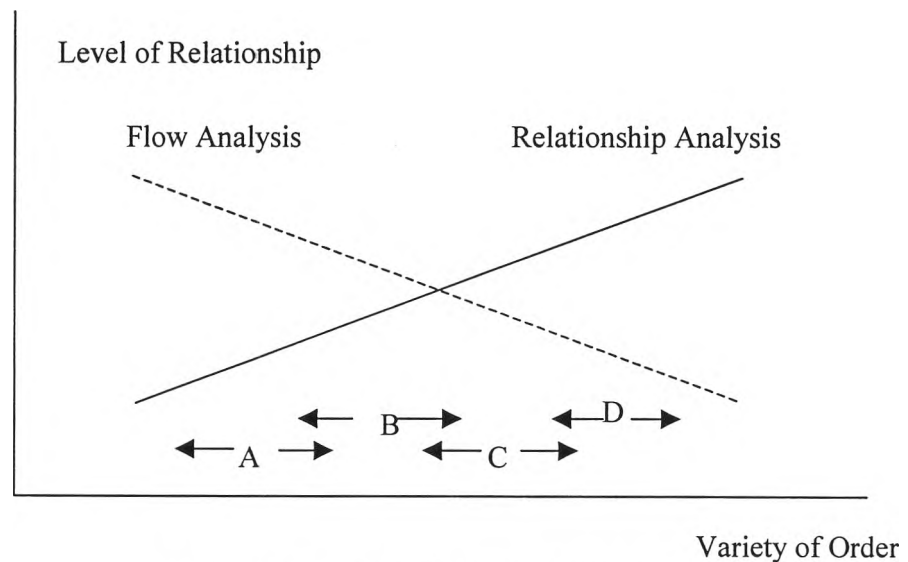 Level of Relationship
Flow Analysis Relationship Analysis
B D
A C
Variety of Order